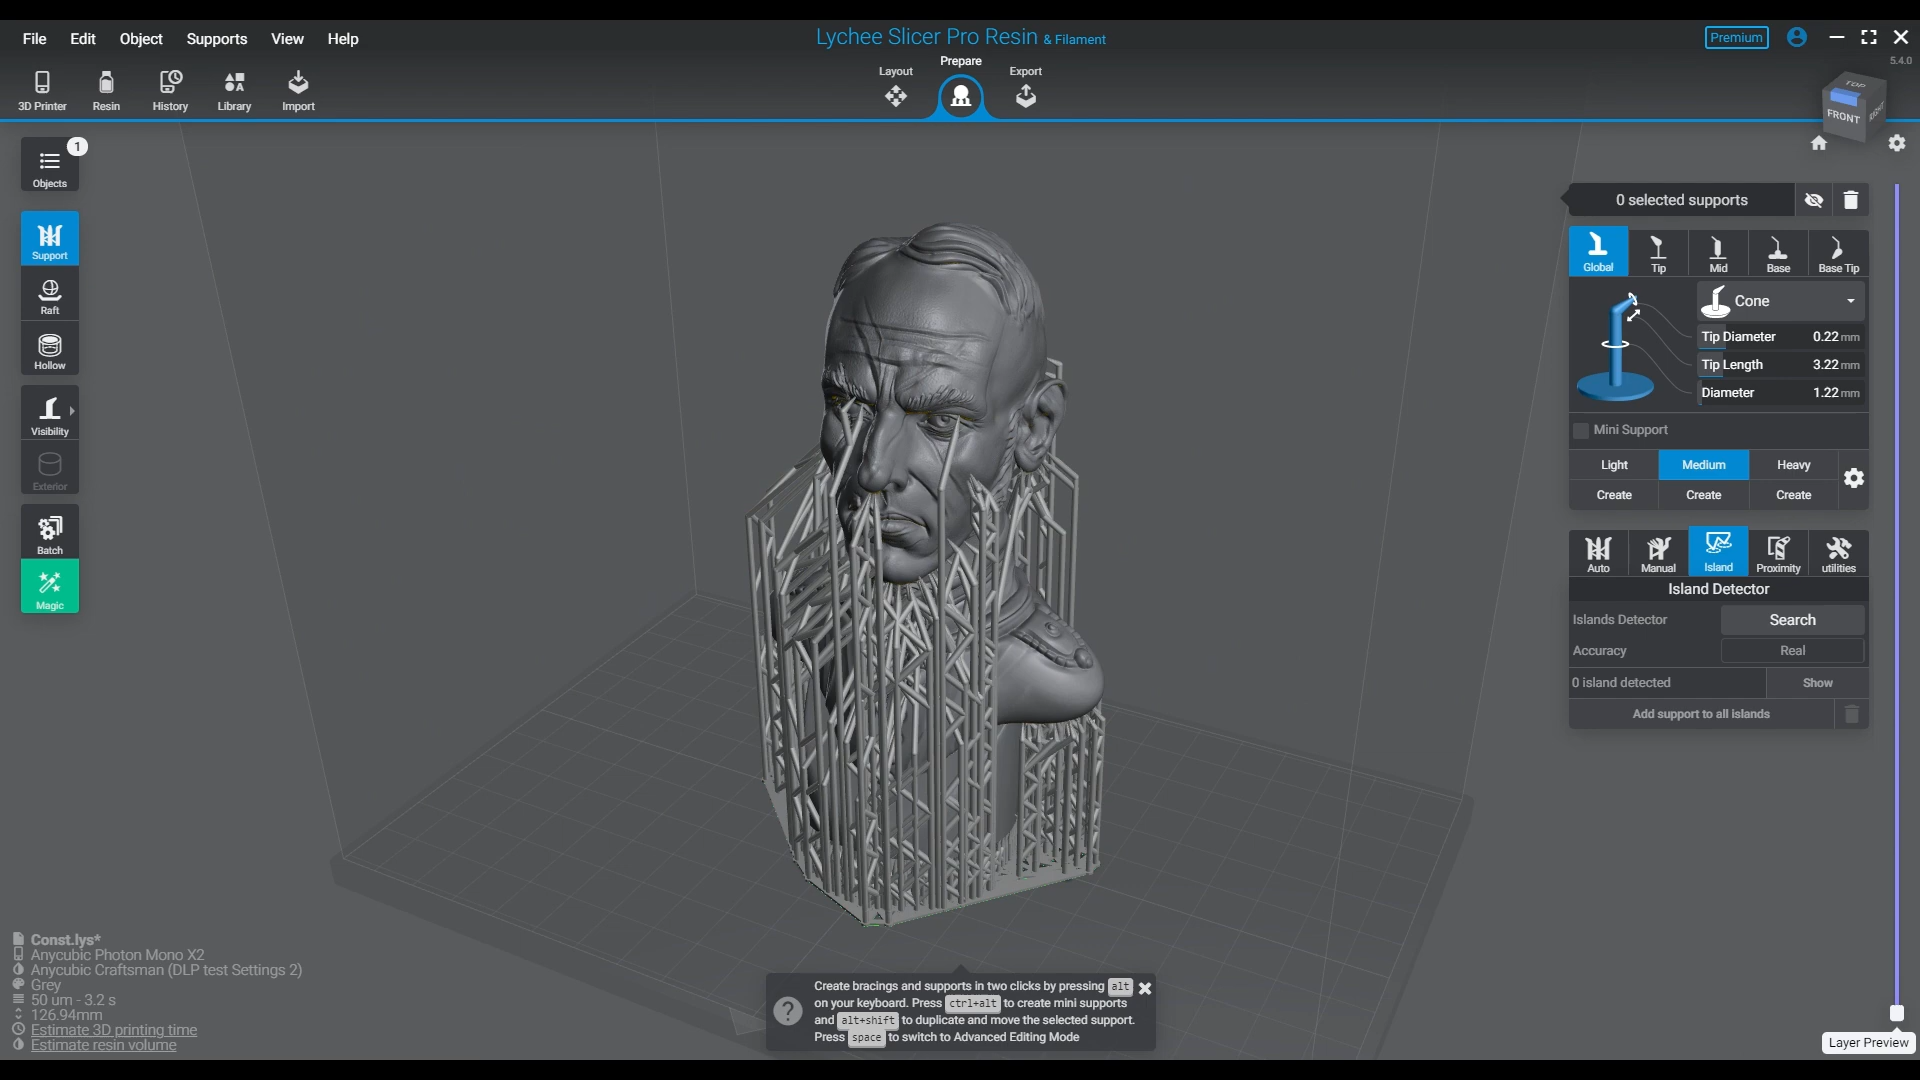 File Edit Object Supports View Help
Lychee Slicer Pro Resin & Filament
Premium
5.4.0
3D Printer Resin History Library Import
Layout Prepare Export
TOP
FRONT RIGHT
Objects 1
Support
Raft
Hollow
Visibility
Exterior
Batch
Magic
0 selected supports
Global Tip Mid Base Base Tip
Cone
Tip Diameter 0.22 mm
Tip Length 3.22 mm
Diameter 1.22 mm
Mini Support
Light Medium Heavy
Create Create Create
Auto Manual Island Proximity utilities
Island Detector
Islands Detector Search
Accuracy Real
0 island detected Show
Add support to all islands
Const.lys*
Anycubic Photon Mono X2
Anycubic Craftsman (DLP test Settings 2)
Grey
50 um - 3.2 s
126.94mm
Estimate 3D printing time
Estimate resin volume
Create bracings and supports in two clicks by pressing alt
on your keyboard. Press ctrl+alt to create mini supports
and alt+shift to duplicate and move the selected support.
Press space to switch to Advanced Editing Mode
Layer Preview